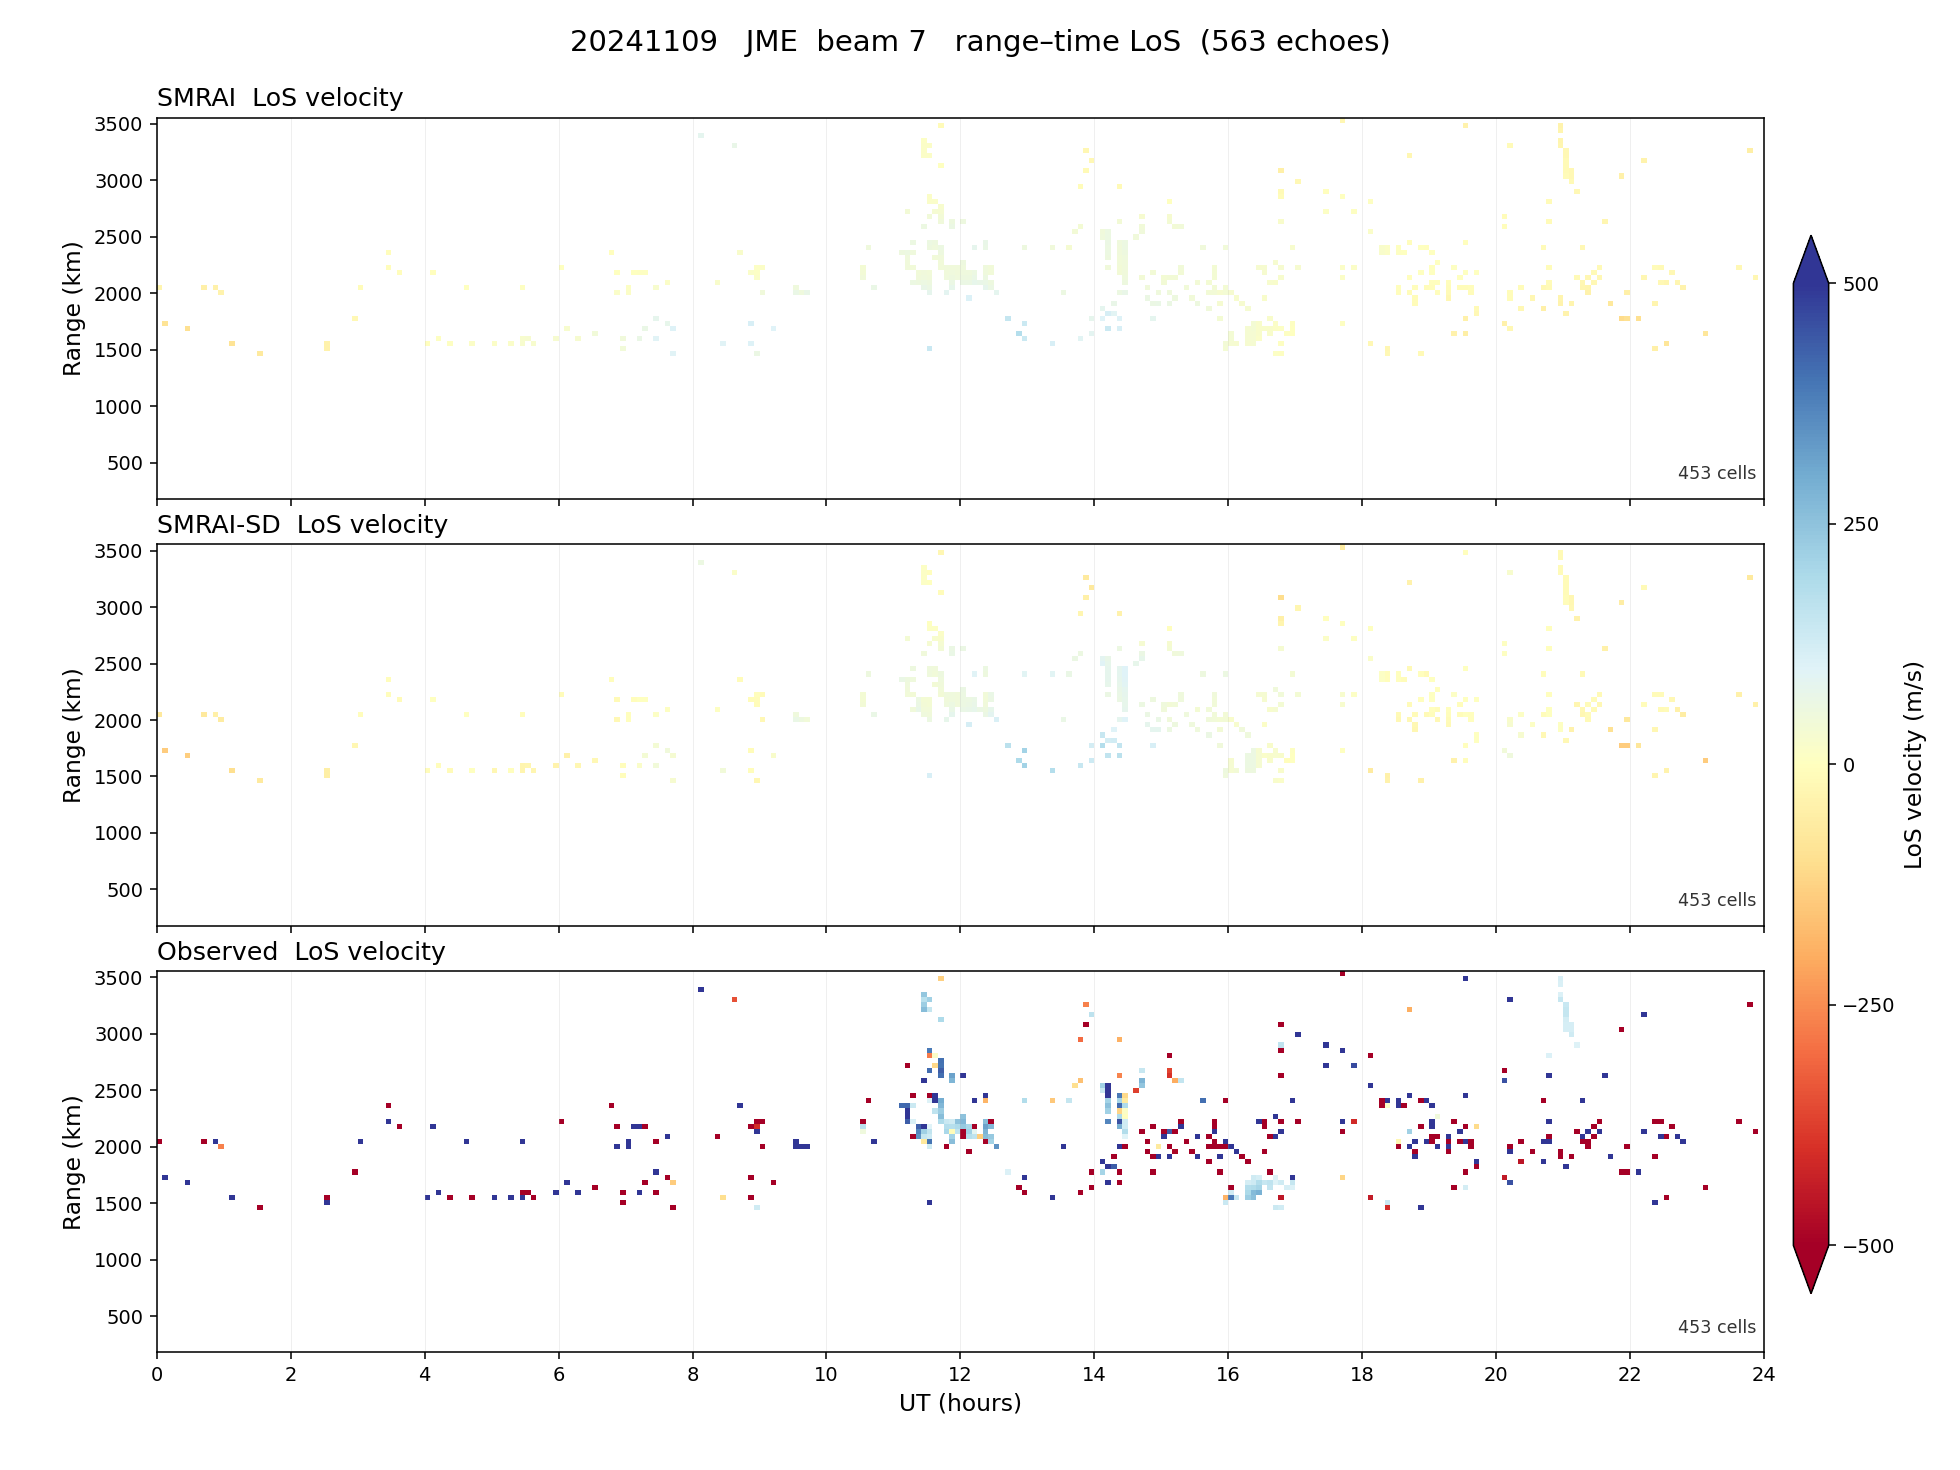 20241109   JME  beam 7   range–time LoS  (563 echoes)
SMRAI  LoS velocity
3500
3000
2500
2000
1500
1000
500
Range (km)
453 cells
SMRAI-SD  LoS velocity
3500
3000
2500
2000
1500
1000
500
Range (km)
453 cells
Observed  LoS velocity
3500
3000
2500
2000
1500
1000
500
Range (km)
453 cells
0 2 4 6 8 10 12 14 16 18 20 22 24
UT (hours)
500
250
0
−250
−500
LoS velocity (m/s)